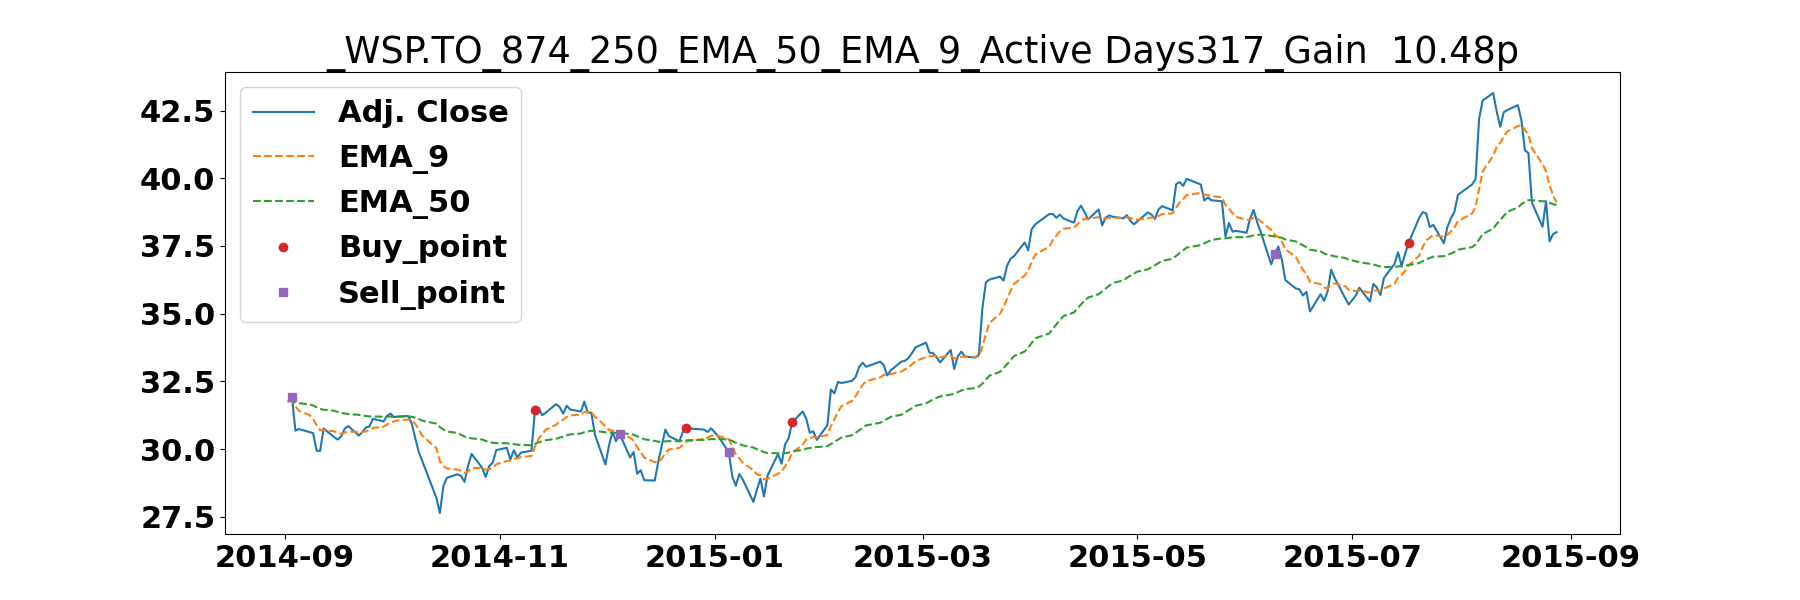 _WSP.TO_874_250_EMA_50_EMA_9_Active Days317_Gain  10.48p
42.5
40.0
37.5
35.0
32.5
30.0
27.5
Adj. Close
EMA_9
EMA_50
Buy_point
Sell_point
2014-09 2014-11 2015-01 2015-03 2015-05 2015-07 2015-09